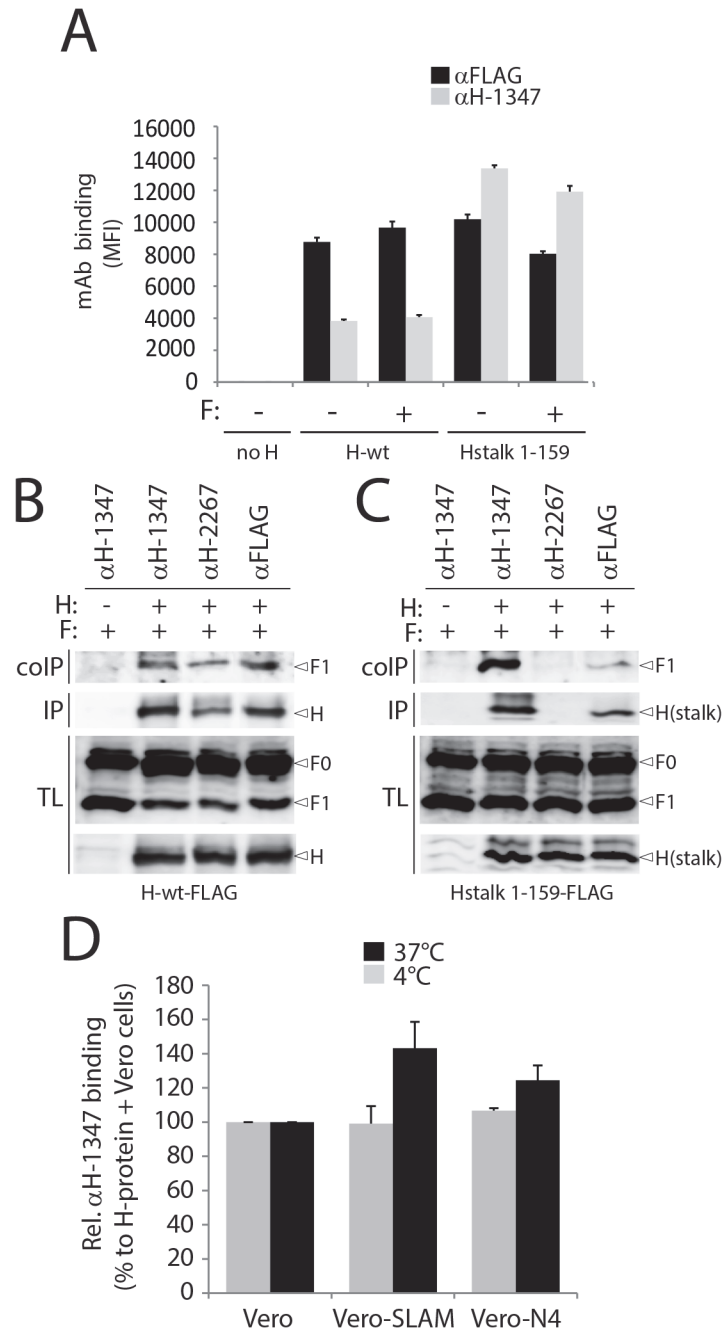 A
αFLAG
αH-1347
mAb binding
(MFI)
16000
14000
12000
10000
8000
6000
4000
2000
0
F: - - + - +
no H H-wt Hstalk 1-159
B
αH-1347 αH-1347 αH-2267 αFLAG
H: - + + +
F: + + + +
coIP F1
IP H
TL
F0
F1
H
H-wt-FLAG
C
αH-1347 αH-1347 αH-2267 αFLAG
H: - + + +
F: + + + +
coIP F1
IP H(stalk)
TL
F0
F1
H(stalk)
Hstalk 1-159-FLAG
D
37°C
4°C
Rel. αH-1347 binding
(% to H-protein + Vero cells)
180
160
140
120
100
80
60
40
20
0
Vero Vero-SLAM Vero-N4